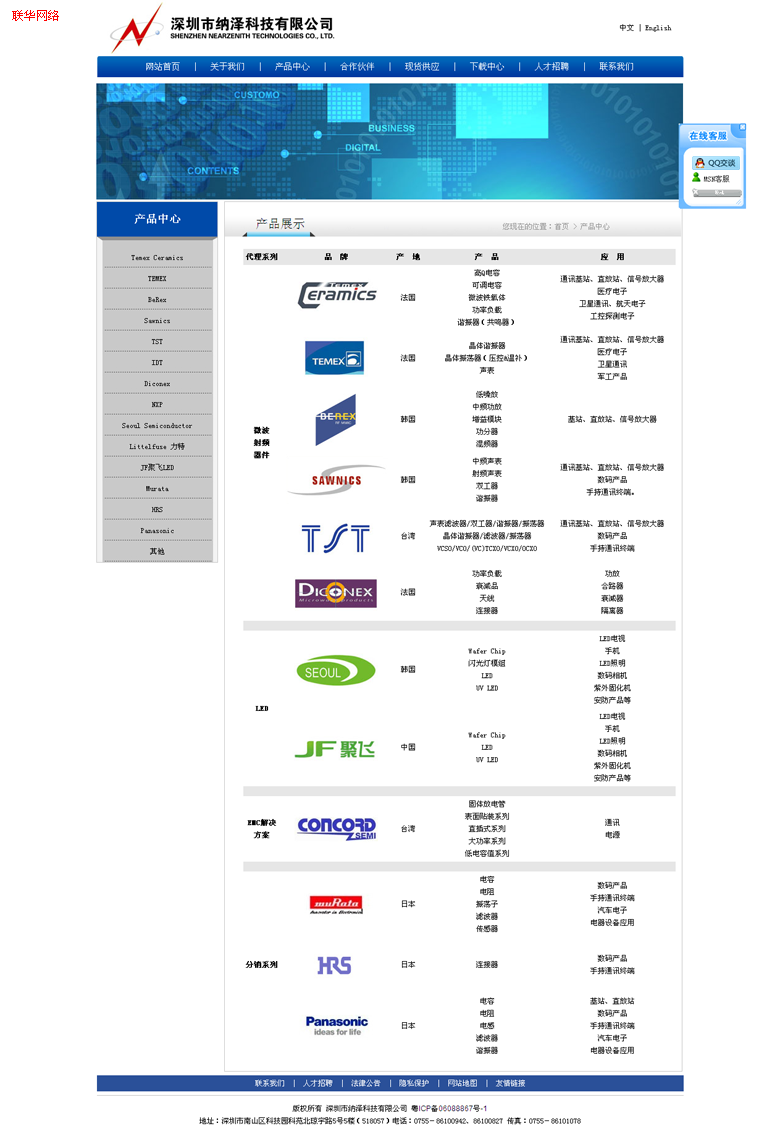 联华网络
深圳市纳泽科技有限公司
SHENZHEN NEARZENITH TECHNOLOGIES CO., LTD.
中文 | English
网站首页 | 关于我们 | 产品中心 | 合作伙伴 | 现货供应 | 下载中心 | 人才招聘 | 联系我们
CUSTOMO
BUSINESS
DIGITAL
CONTENTS
在线客服
QQ交谈
MSN客服
产品中心
Temex Ceramics
TEMEX
BeRex
Sawnics
TST
IDT
Diconex
NXP
Seoul Semiconductor
Littelfuse 力特
JF聚飞LED
Murata
HRS
Panasonic
其他
产品展示
您现在的位置：首页 > 产品中心
代理系列 品 牌 产 地 产 品 应 用
微波
射频
器件
TEMEX
Ceramics
法国
高Q电容
可调电容
微波铁氧体
功率负载
谐振器（共鸣器）
通讯基站、直放站、信号放大器
医疗电子
卫星通讯、航天电子
工控探测电子
TEMEX
法国
晶体谐振器
晶体振荡器（压控&温补）
声表
通讯基站、直放站、信号放大器
医疗电子
卫星通讯
军工产品
BEREX
韩国
低噪放
中频功放
增益模块
功分器
混频器
基站、直放站、信号放大器
SAWNICS
韩国
中频声表
射频声表
双工器
谐振器
通讯基站、直放站、信号放大器
数码产品
手持通讯终端。
TST
台湾
声表滤波器/双工器/谐振器/振荡器
晶体谐振器/滤波器/振荡器
VCSO/VCO/(VC)TCXO/VCXO/OCXO
通讯基站、直放站、信号放大器
数码产品
手持通讯终端
DICONEX
Microwave products
法国
功率负载
衰减品
天线
连接器
功放
合路器
衰减器
隔离器
LED
SEOUL
韩国
Wafer Chip
闪光灯模组
LED
UV LED
LED电视
手机
LED照明
数码相机
紫外固化机
安防产品等
JF 聚飞
中国
Wafer Chip
LED
UV LED
LED电视
手机
LED照明
数码相机
紫外固化机
安防产品等
EMC解决
方案
CONCORD
SEMI
台湾
固体放电管
表面贴装系列
直插式系列
大功率系列
低电容值系列
通讯
电源
分销系列
muRata
Innovator in Electronics
日本
电容
电阻
振荡子
滤波器
传感器
数码产品
手持通讯终端
汽车电子
电器设备应用
HRS
日本
连接器
数码产品
手持通讯终端
Panasonic
ideas for life
日本
电容
电阻
电感
滤波器
谐振器
基站、直放站
数码产品
手持通讯终端
汽车电子
电器设备应用
联系我们 | 人才招聘 | 法律公告 | 隐私保护 | 网站地图 | 友情链接
版权所有 深圳市纳泽科技有限公司 粤ICP备06088867号-1
地址：深圳市南山区科技园科苑北琼宇路5号5楼（518057）电话：0755－86100942、86100827 传真：0755－86101078